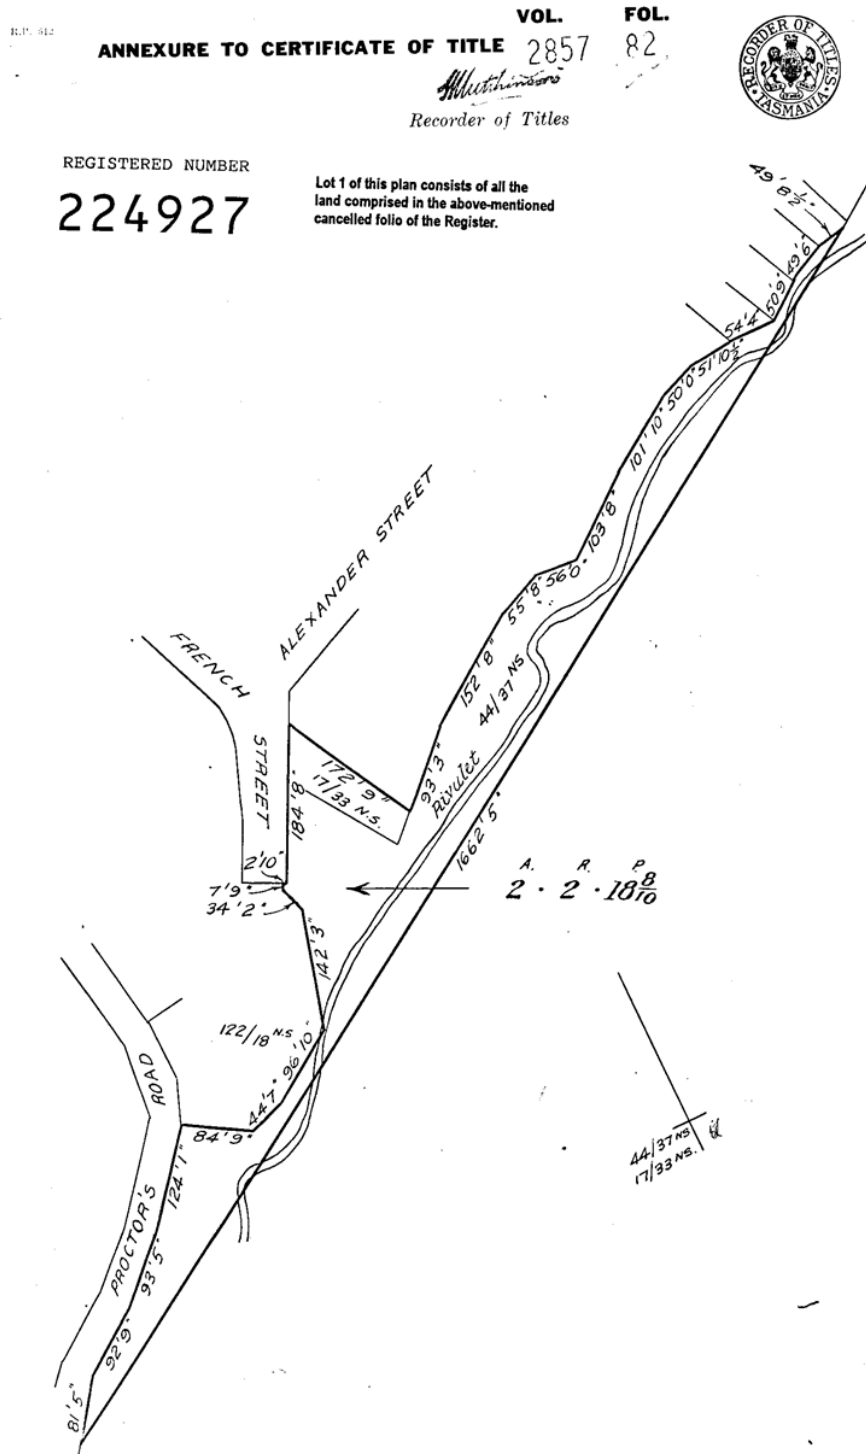 R.P. 612
VOL. FOL.
ANNEXURE TO CERTIFICATE OF TITLE 2857 82
Recorder of Titles
RECORDER OF TITLES
TASMANIA
REGISTERED NUMBER
224927
Lot 1 of this plan consists of all the
land comprised in the above-mentioned
cancelled folio of the Register.
49'8½"
49'6"
50'9"
54'4"
51'10½"
50'0"
101'10"
103'8"
56'0"
55'8"
152'8"
44/37 NS
93'3"
Rivulet
1662'5"
ALEXANDER STREET
FRENCH
STREET
172'9"
17/33 N.S.
184'8"
2'10"
7'9"
34'2"
A. R. P.
2 · 2 · 18 8/10
142'3"
122/18 N.S
96'10"
44'7"
84'9"
PROCTOR'S
ROAD
124'1"
93'5"
92'9"
81'5"
44/37 NS
17/33 NS.